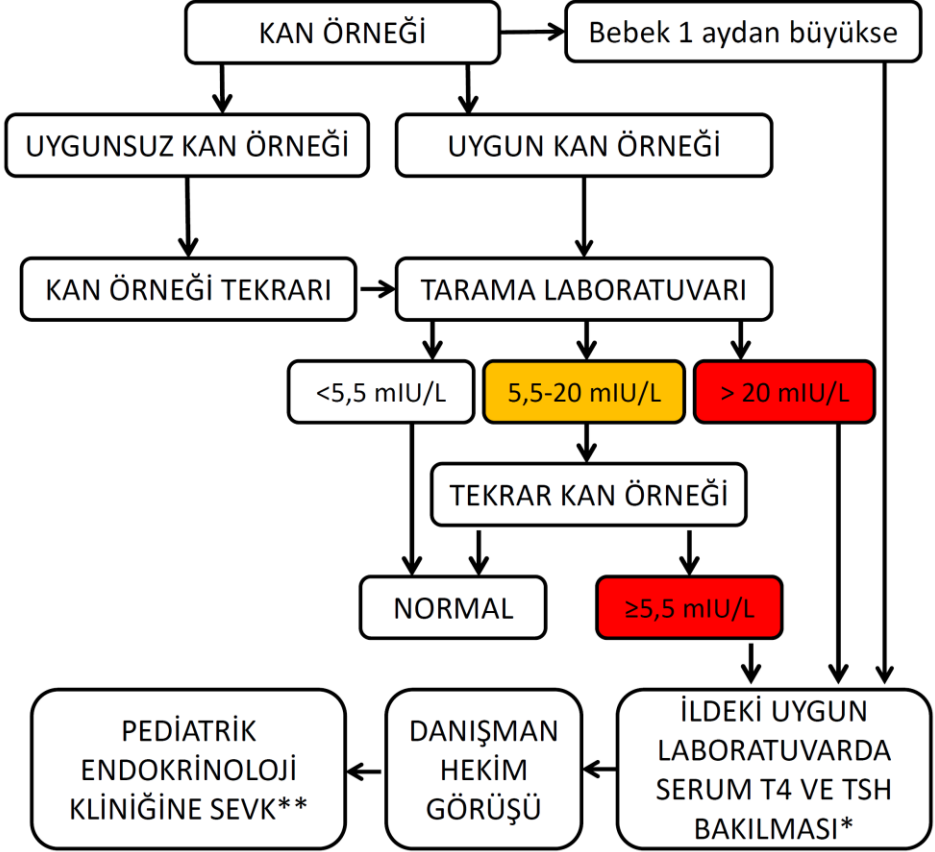 KAN ÖRNEĞİ
Bebek 1 aydan büyükse
UYGUNSUZ KAN ÖRNEĞİ
UYGUN KAN ÖRNEĞİ
KAN ÖRNEĞİ TEKRARI
TARAMA LABORATUVARI
<5,5 mIU/L
5,5-20 mIU/L
> 20 mIU/L
TEKRAR KAN ÖRNEĞİ
NORMAL
≥5,5 mIU/L
PEDİATRİK
ENDOKRİNOLOJİ
KLİNİĞİNE SEVK**
DANIŞMAN
HEKİM
GÖRÜŞÜ
İLDEKİ UYGUN
LABORATUVARDA
SERUM T4 VE TSH
BAKILMASI*